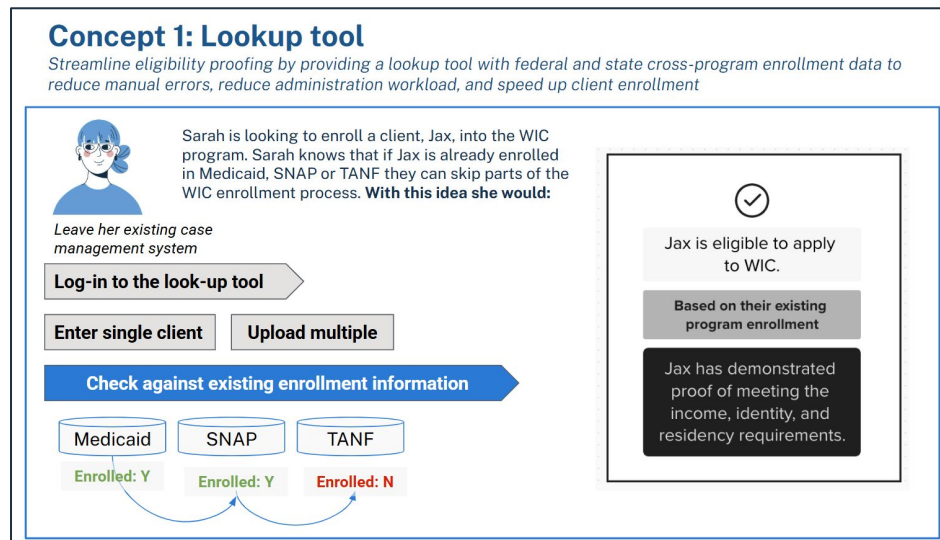 Concept 1: Lookup tool
Streamline eligibility proofing by providing a lookup tool with federal and state cross-program enrollment data to
reduce manual errors, reduce administration workload, and speed up client enrollment
Sarah is looking to enroll a client, Jax, into the WIC
program. Sarah knows that if Jax is already enrolled
in Medicaid, SNAP or TANF they can skip parts of the
WIC enrollment process. With this idea she would:
Leave her existing case
management system
Log-in to the look-up tool
Enter single client
Upload multiple
Check against existing enrollment information
Medicaid
SNAP
TANF
Enrolled: Y
Enrolled: Y
Enrolled: N
Jax is eligible to apply
to WIC.
Based on their existing
program enrollment
Jax has demonstrated
proof of meeting the
income, identity, and
residency requirements.